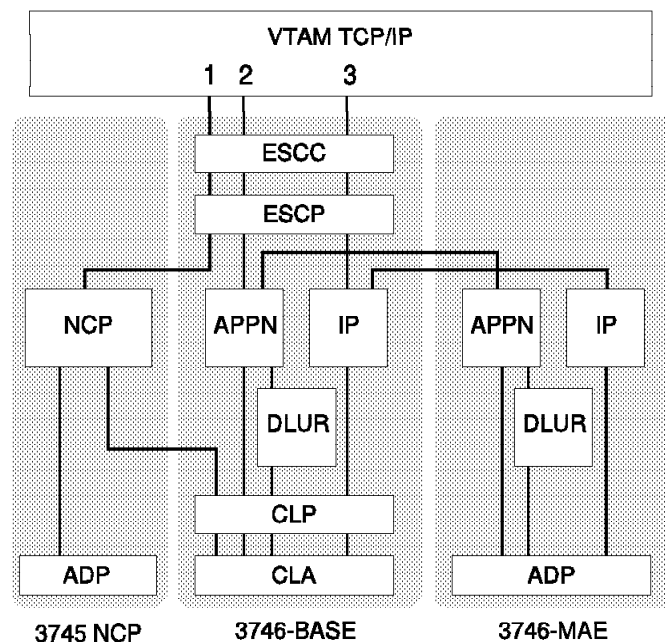 VTAM TCP/IP
1 2 3
ESCC
ESCP
NCP APPN IP APPN IP
DLUR DLUR
CLP
ADP CLA ADP
3745 NCP 3746-BASE 3746-MAE